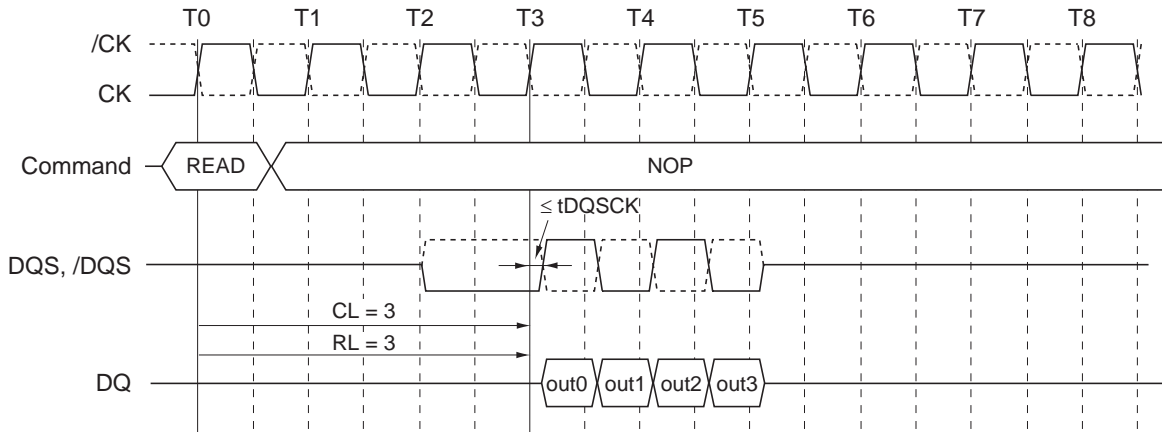 T0 T1 T2 T3 T4 T5 T6 T7 T8
/CK
CK
Command READ NOP
≤ tDQSCK
DQS, /DQS
CL = 3
RL = 3
DQ out0 out1 out2 out3